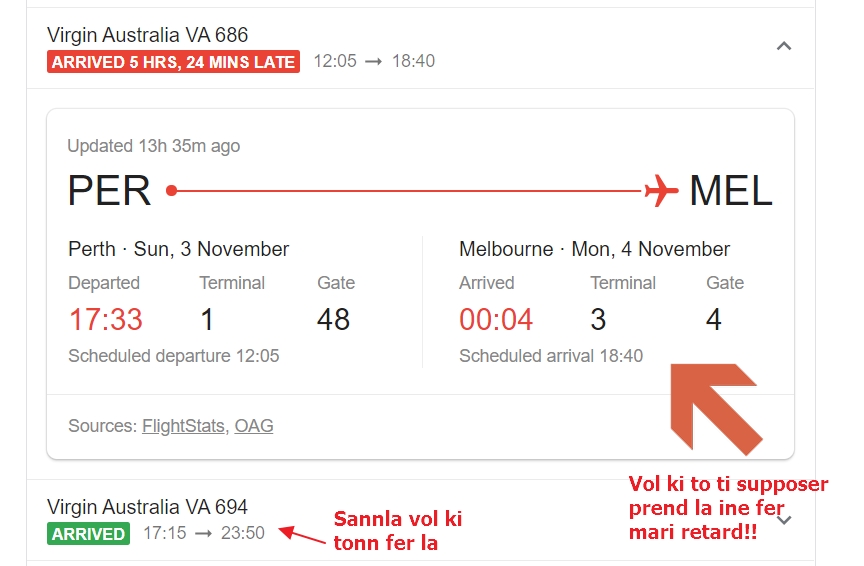 Virgin Australia VA 686
ARRIVED 5 HRS, 24 MINS LATE 12:05 → 18:40
Updated 13h 35m ago
PER MEL
Perth · Sun, 3 November Melbourne · Mon, 4 November
Departed Terminal Gate Arrived Terminal Gate
17:33 1 48 00:04 3 4
Scheduled departure 12:05 Scheduled arrival 18:40
Sources: FlightStats, OAG
Vol ki to ti supposer
prend la ine fer
mari retard!!
Virgin Australia VA 694
ARRIVED 17:15 → 23:50
Sannla vol ki
tonn fer la